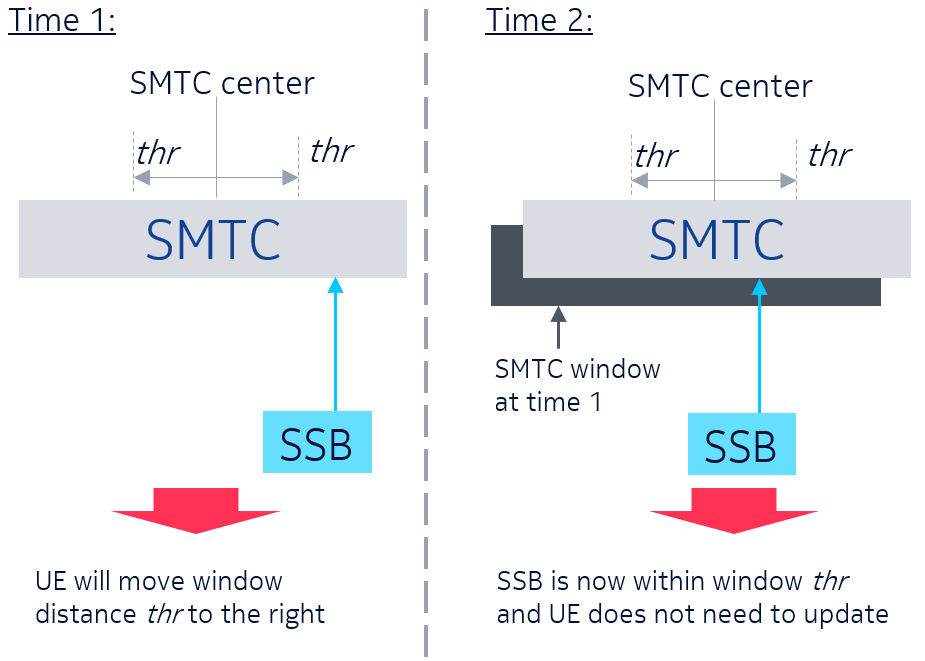 Time 1:
SMTC center
thr
thr
SMTC
SSB
UE will move window
distance thr to the right
Time 2:
SMTC center
thr
thr
SMTC
SMTC window
at time 1
SSB
SSB is now within window thr
and UE does not need to update